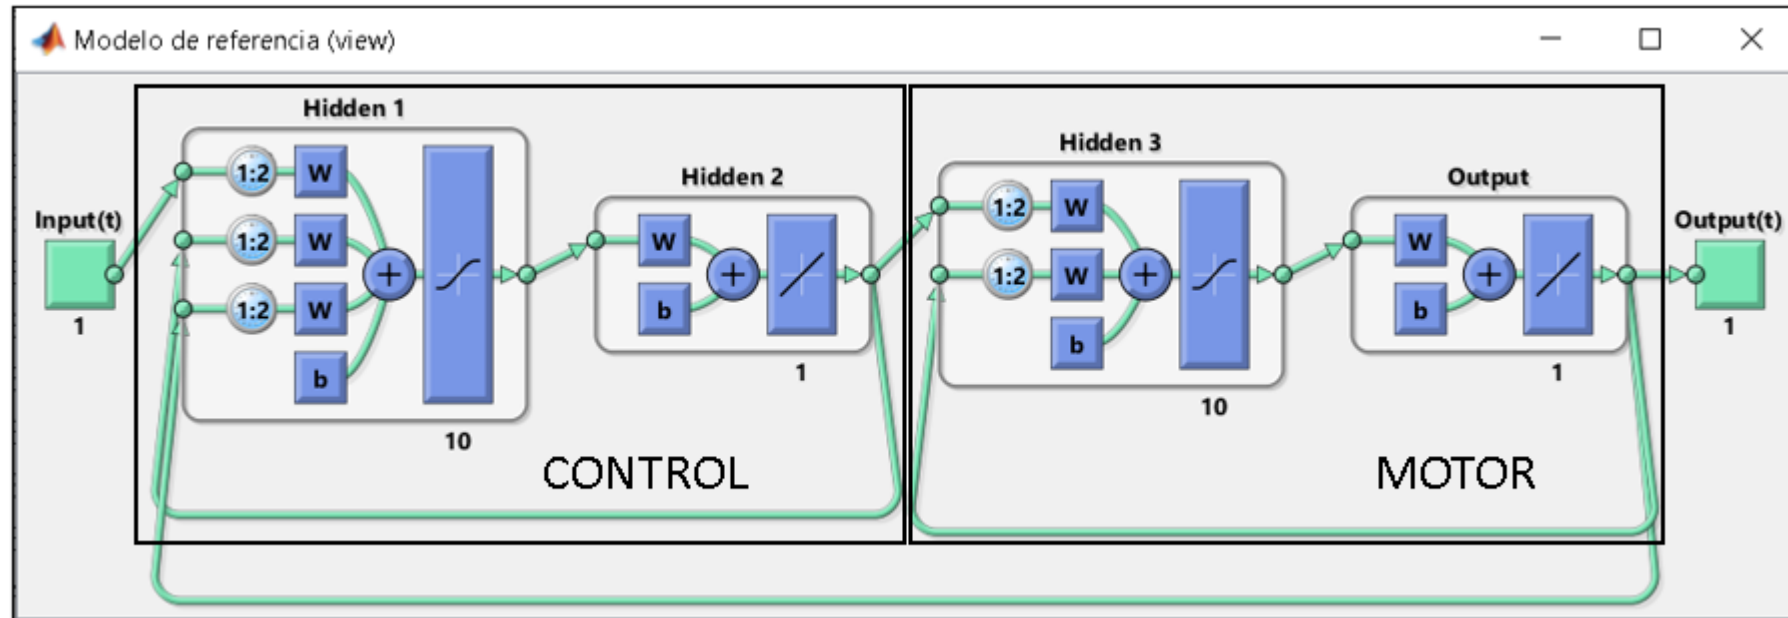 Modelo de referencia (view)
Hidden 1
Hidden 3
Hidden 2
Output
Input(t)
Output(t)
1:2 W
1:2 W
1:2 W
b
+
W
b
+
1:2 W
1:2 W
b
+
W
b
+
1
10
1
10
1
1
CONTROL
MOTOR